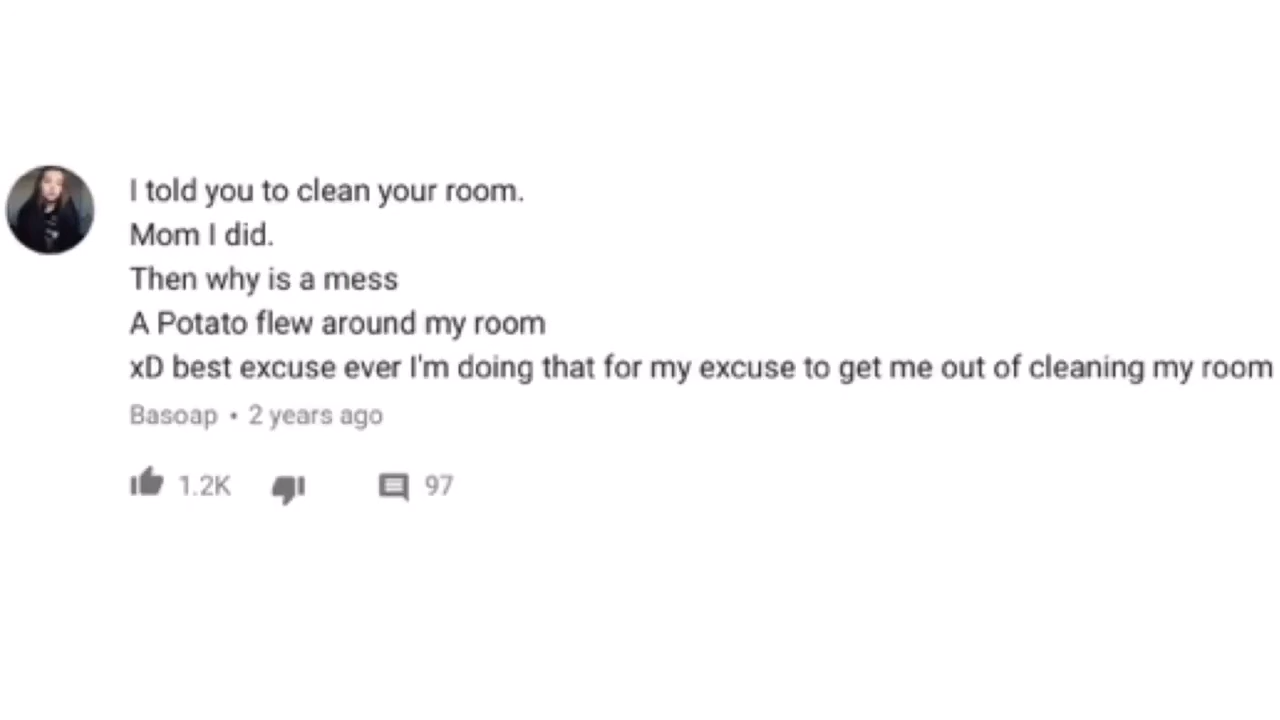 I told you to clean your room.
Mom I did.
Then why is a mess
A Potato flew around my room
xD best excuse ever I'm doing that for my excuse to get me out of cleaning my room
Basoap • 2 years ago
1.2K 97